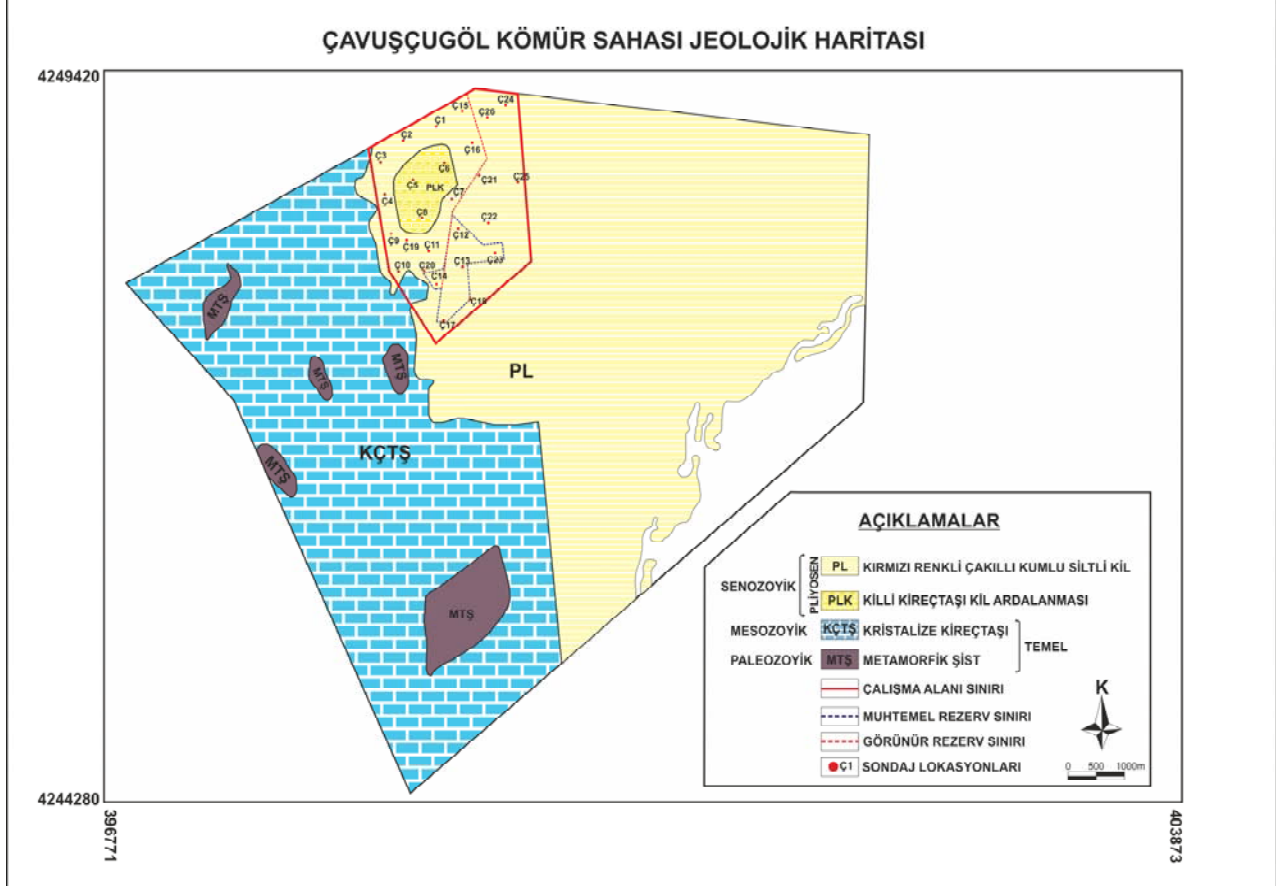 ÇAVUŞÇUGÖL KÖMÜR SAHASI JEOLOJİK HARİTASI
4249420
Ç24
Ç15
Ç26
Ç1
Ç2
Ç16
Ç3
Ç6
Ç5
PLK
Ç21
Ç25
Ç4
Ç7
Ç8
Ç22
Ç12
Ç9
Ç19
Ç11
Ç23
Ç10
Ç20
Ç13
Ç14
Ç18
Ç17
MTŞ
MTŞ
MTŞ
PL
KÇTŞ
MTŞ
MTŞ
AÇIKLAMALAR
SENOZOYİK
PLİYOSEN
PL KIRMIZI RENKLİ ÇAKILLI KUMLU SİLTLİ KİL
PLK KİLLİ KİREÇTAŞI KİL ARDALANMASI
MESOZOYİK KÇTŞ KRİSTALİZE KİREÇTAŞI
TEMEL
PALEOZOYİK MTŞ METAMORFİK ŞİST
ÇALIŞMA ALANI SINIRI
MUHTEMEL REZERV SINIRI
GÖRÜNÜR REZERV SINIRI
Ç1 SONDAJ LOKASYONLARI
K
0 500 1000m
4244280
396771
403873